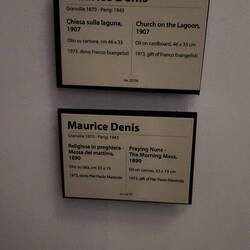 Maurice Denis
Granville 1870 - Parigi 1943
Chiesa sulla laguna, 1907
Olio su cartone, cm 46 x 33
1973, dono Franco Evangelisti
Church on the Lagoon, 1907
Oil on cardboard, 46 x 33 cm
1973, gift of Franco Evangelisti
Maurice Denis
Granville 1870 - Parigi 1943
Religiose in preghiera -
Messa del mattino,
1890
Olio su tela, cm 33 x 19
1973, dono Pier Paolo
Praying Nuns -
The Morning Mass,
1890
Oil on canvas, 33 x 19 cm
1973, gift of Pier Paolo